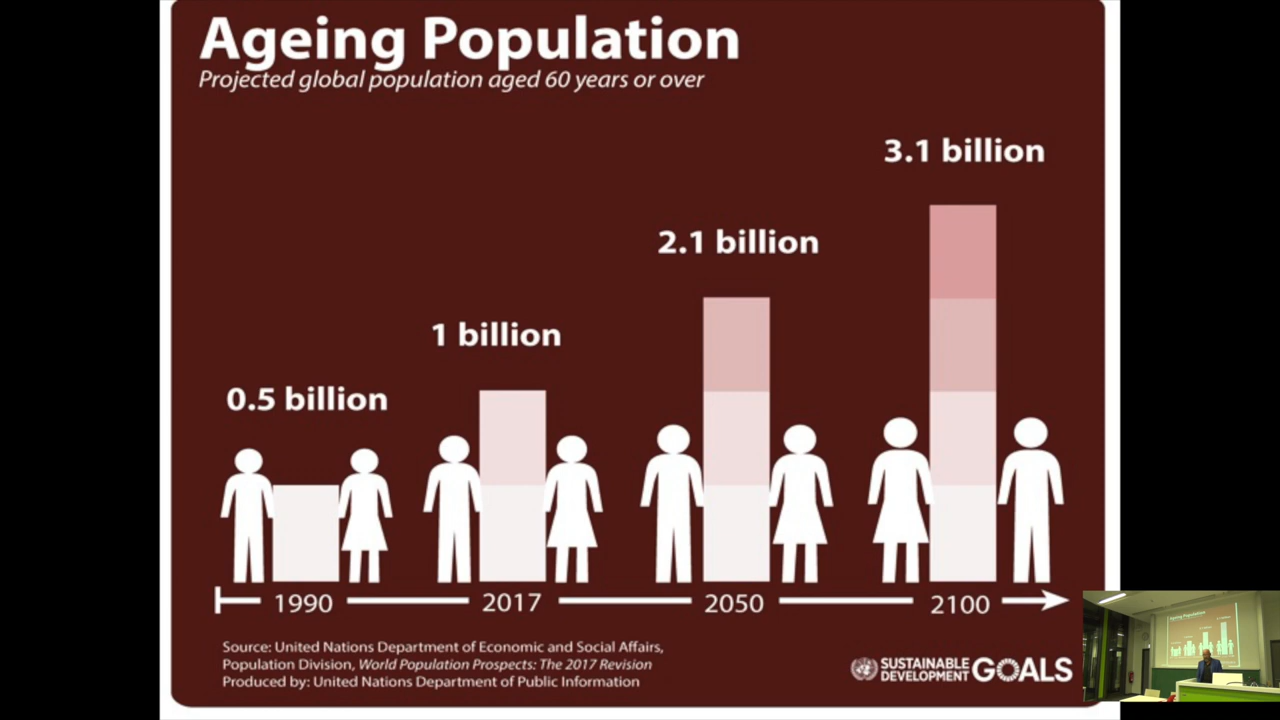 Ageing Population
Projected global population aged 60 years or over
0.5 billion
1 billion
2.1 billion
3.1 billion
1990
2017
2050
2100
Source: United Nations Department of Economic and Social Affairs,
Population Division, World Population Prospects: The 2017 Revision
Produced by: United Nations Department of Public Information
SUSTAINABLE
DEVELOPMENT
GOALS
Ageing Population